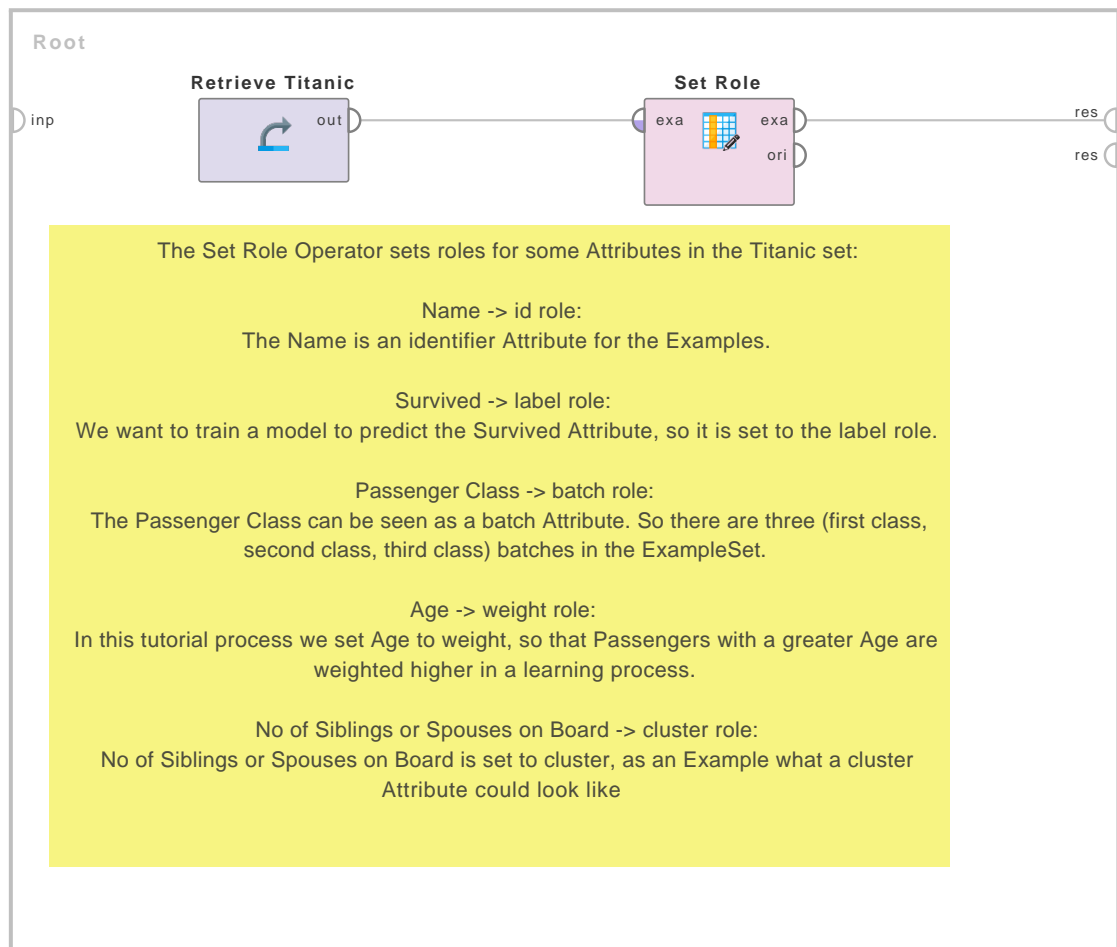 Root
Retrieve Titanic
Set Role
inp
out
exa
exa
res
ori
res
The Set Role Operator sets roles for some Attributes in the Titanic set:
Name -> id role:
The Name is an identifier Attribute for the Examples.
Survived -> label role:
We want to train a model to predict the Survived Attribute, so it is set to the label role.
Passenger Class -> batch role:
The Passenger Class can be seen as a batch Attribute. So there are three (first class,
second class, third class) batches in the ExampleSet.
Age -> weight role:
In this tutorial process we set Age to weight, so that Passengers with a greater Age are
weighted higher in a learning process.
No of Siblings or Spouses on Board -> cluster role:
No of Siblings or Spouses on Board is set to cluster, as an Example what a cluster
Attribute could look like